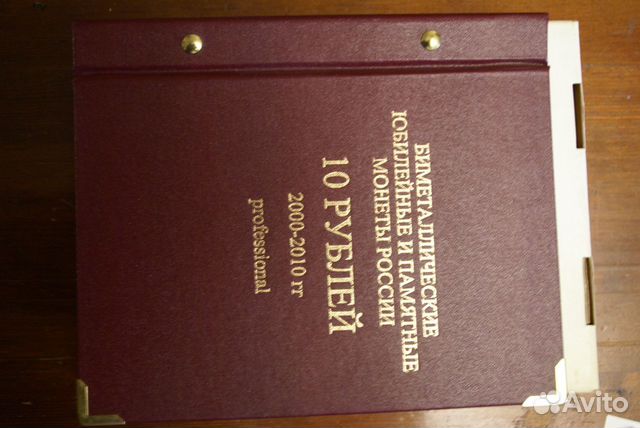 БИМЕТАЛЛИЧЕСКИЕ
ЮБИЛЕЙНЫЕ И ПАМЯТНЫЕ
МОНЕТЫ РОССИИ
10 РУБЛЕЙ
2000-2010 гг
professional
Avito